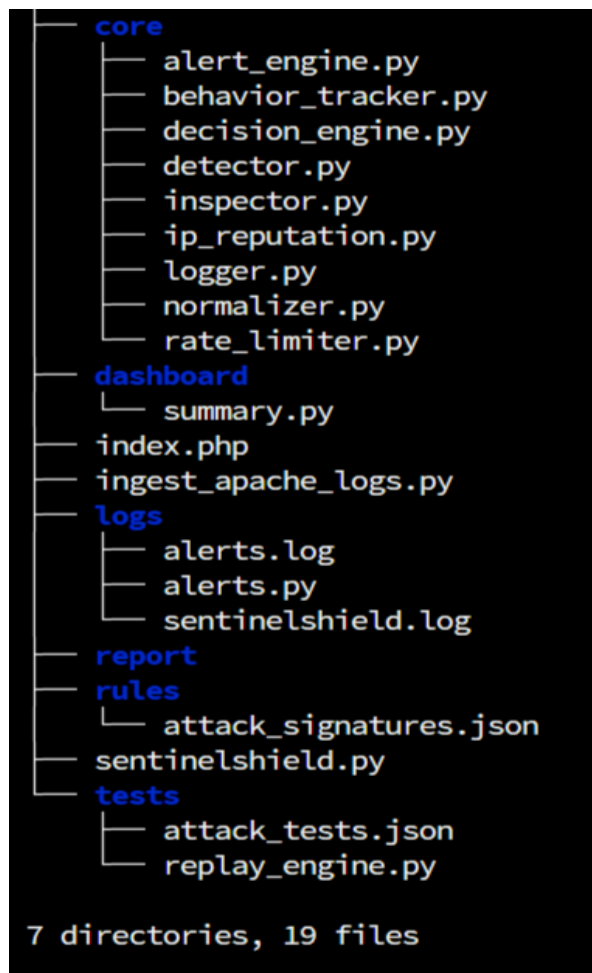 core
alert_engine.py
behavior_tracker.py
decision_engine.py
detector.py
inspector.py
ip_reputation.py
logger.py
normalizer.py
rate_limiter.py
dashboard
summary.py
index.php
ingest_apache_logs.py
logs
alerts.log
alerts.py
sentinelshield.log
report
rules
attack_signatures.json
sentinelshield.py
tests
attack_tests.json
replay_engine.py
7 directories, 19 files